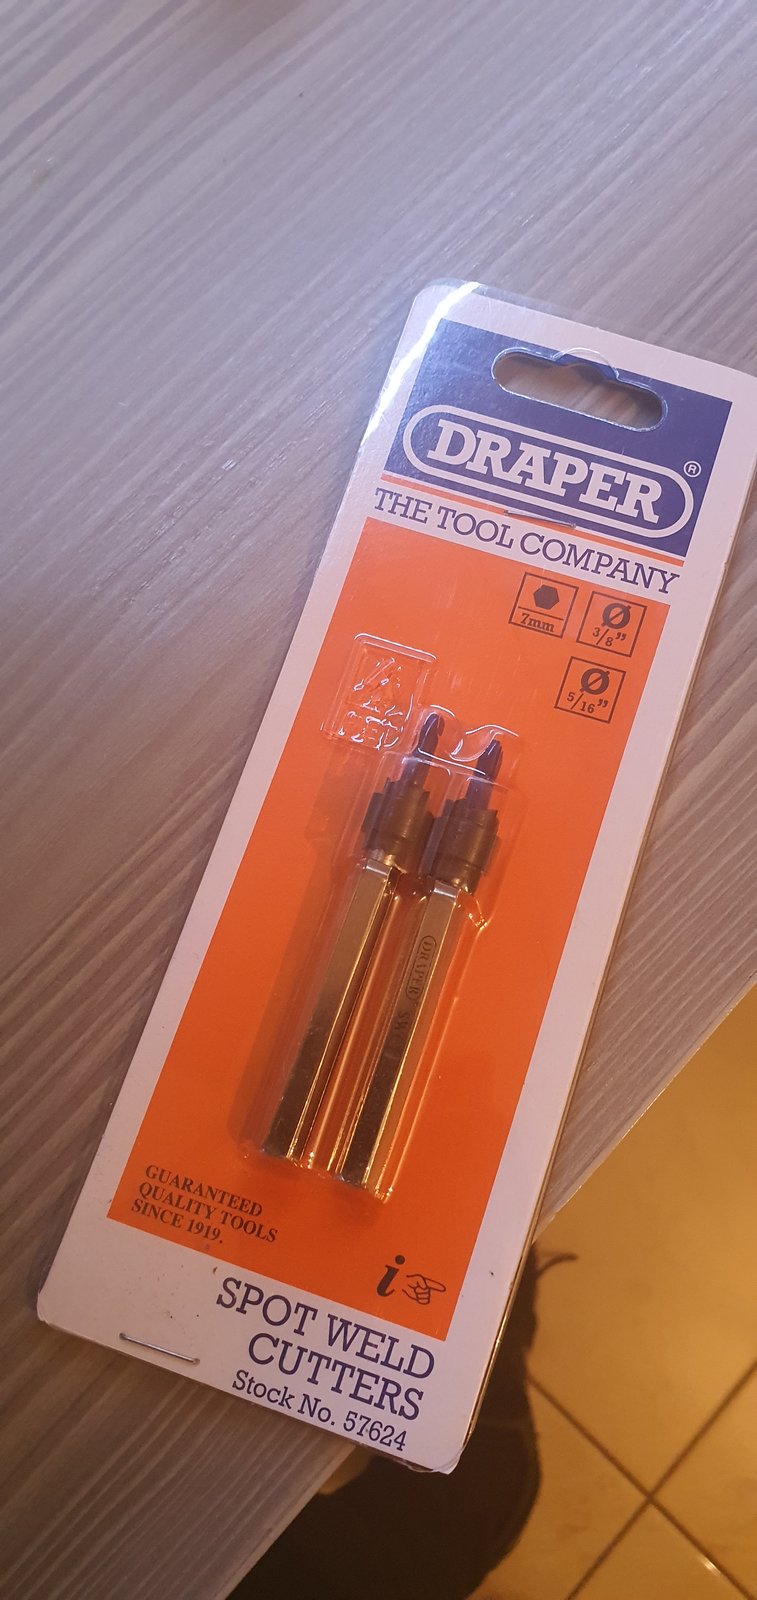 DRAPER®
THE TOOL COMPANY
7mm
Ø
3/8”
Ø
5/16”
DRAPER
GUARANTEED
QUALITY TOOLS
SINCE 1919.
i
SPOT WELD
CUTTERS
Stock No. 57624